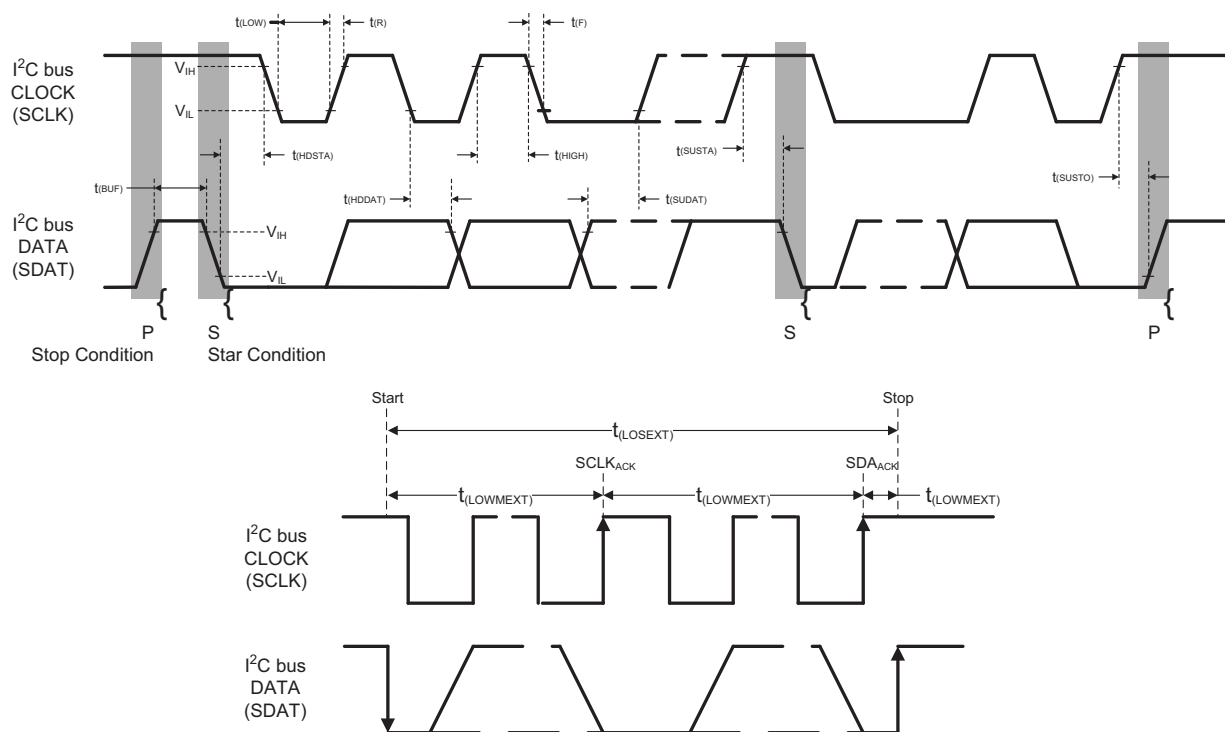 t(LOW)
t(R)
t(F)
I²C bus
CLOCK
(SCLK)
VIH
VIL
t(HDSTA)
t(HIGH)
t(SUSTA)
t(SUSTO)
t(BUF)
t(HDDAT)
t(SUDAT)
I²C bus
DATA
(SDAT)
VIH
VIL
{
{
{
{
P
S
S
P
Stop Condition
Star Condition
Start
Stop
t(LOSEXT)
SCLKACK
SDAACK
t(LOWMEXT)
t(LOWMEXT)
t(LOWMEXT)
I²C bus
CLOCK
(SCLK)
I²C bus
DATA
(SDAT)